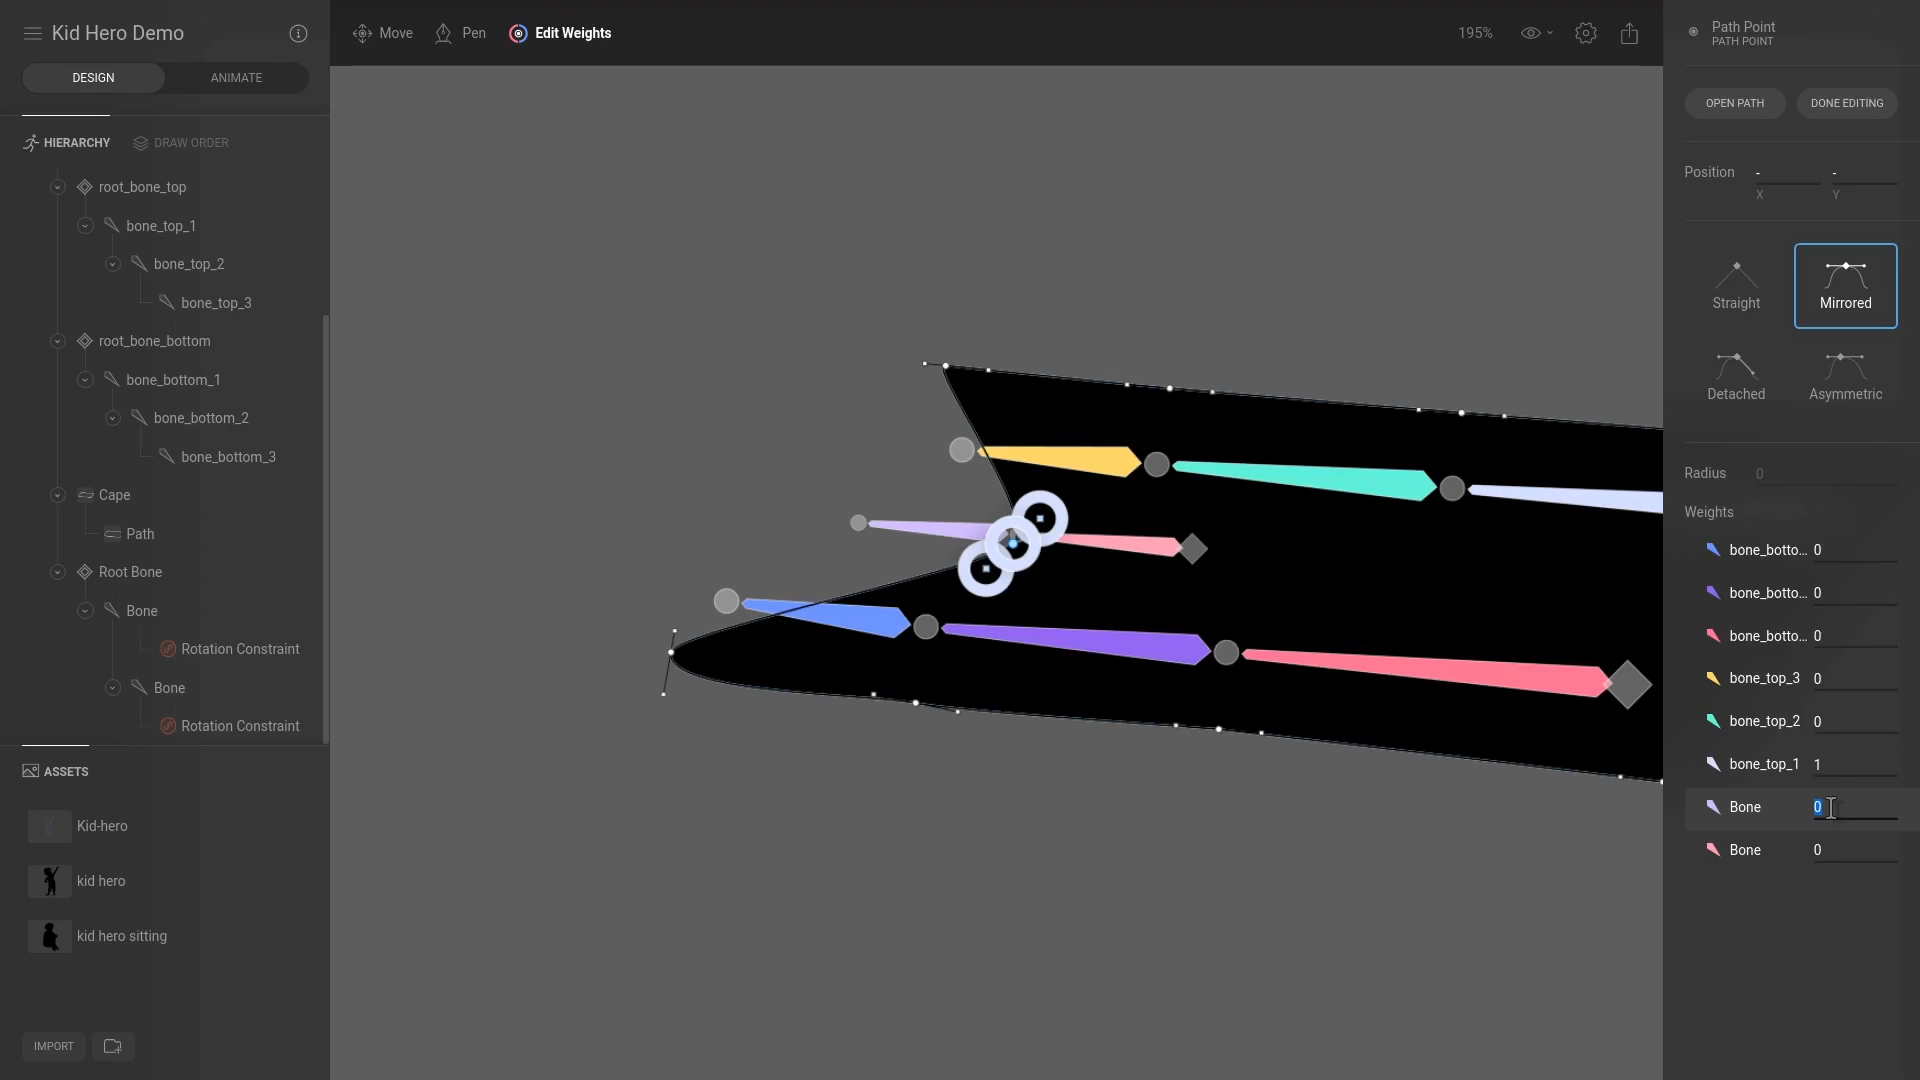 Kid Hero Demo
DESIGN
ANIMATE
HIERARCHY
DRAW ORDER
root_bone_top
bone_top_1
bone_top_2
bone_top_3
root_bone_bottom
bone_bottom_1
bone_bottom_2
bone_bottom_3
Cape
Path
Root Bone
Bone
Rotation Constraint
Bone
Rotation Constraint
ASSETS
Kid-hero
kid hero
kid hero sitting
IMPORT
Move
Pen
Edit Weights
195%
Path Point
PATH POINT
OPEN PATH
DONE EDITING
Position - -
X Y
Straight
Mirrored
Detached
Asymmetric
Radius 0
Weights
bone_botto... 0
bone_botto... 0
bone_botto... 0
bone_top_3 0
bone_top_2 0
bone_top_1 1
Bone 0
Bone 0